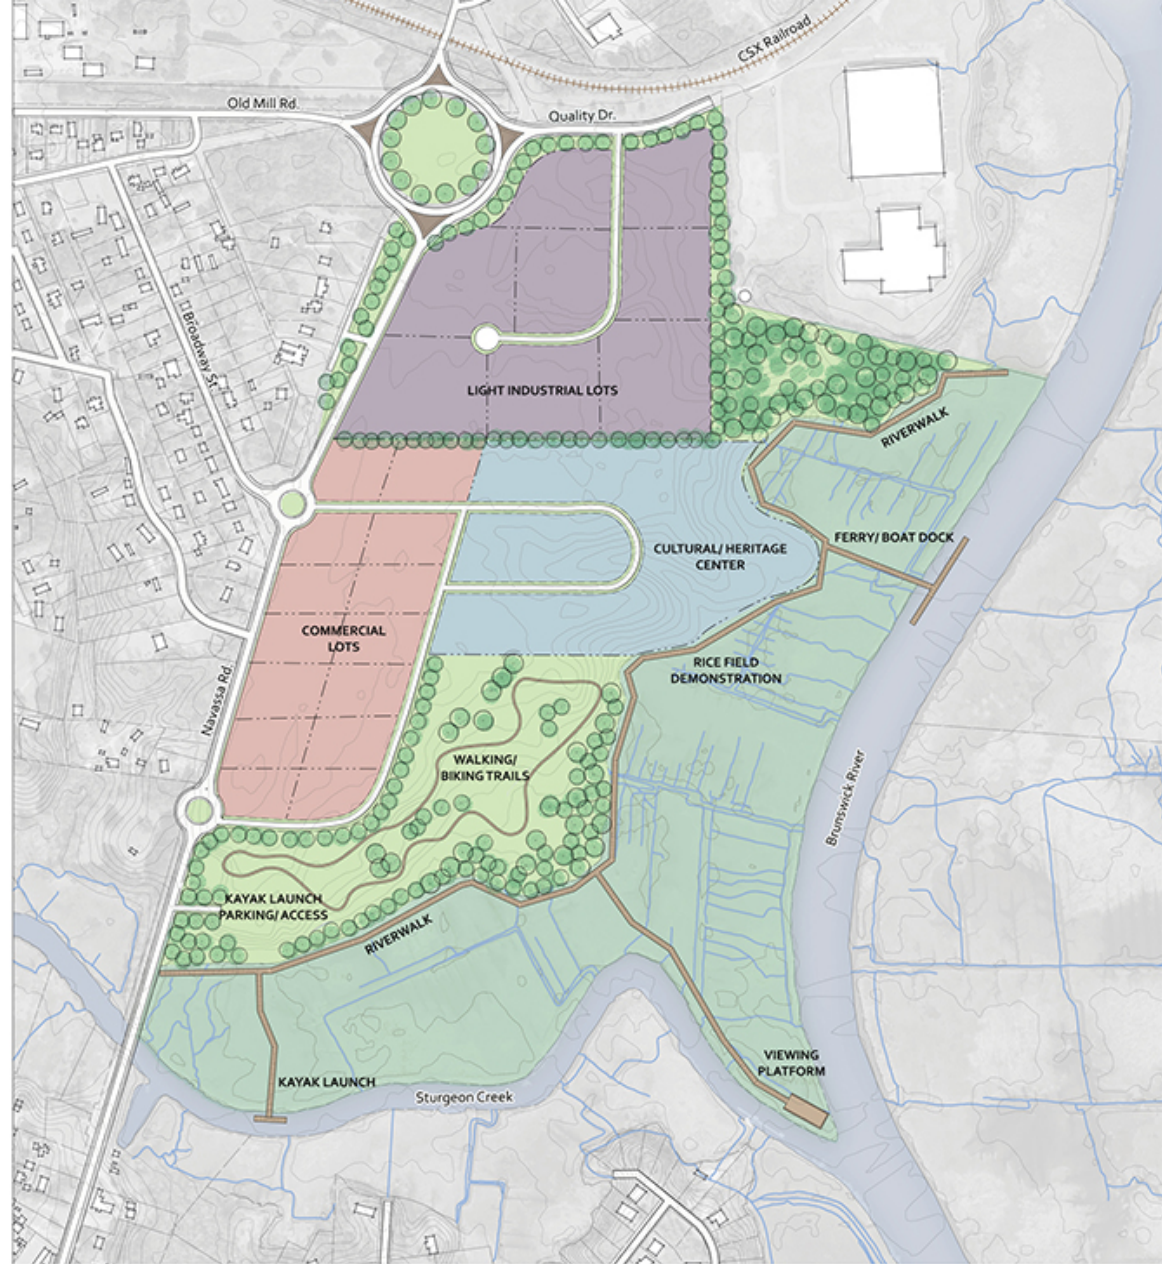 CSX Railroad
Old Mill Rd.
Quality Dr.
Broadway St
LIGHT INDUSTRIAL LOTS
RIVERWALK
FERRY/ BOAT DOCK
CULTURAL/ HERITAGE
CENTER
COMMERCIAL
LOTS
RICE FIELD
DEMONSTRATION
Navassa Rd.
WALKING/
BIKING TRAILS
Brunswick River
KAYAK LAUNCH
PARKING/ ACCESS
RIVERWALK
VIEWING
PLATFORM
KAYAK LAUNCH
Sturgeon Creek